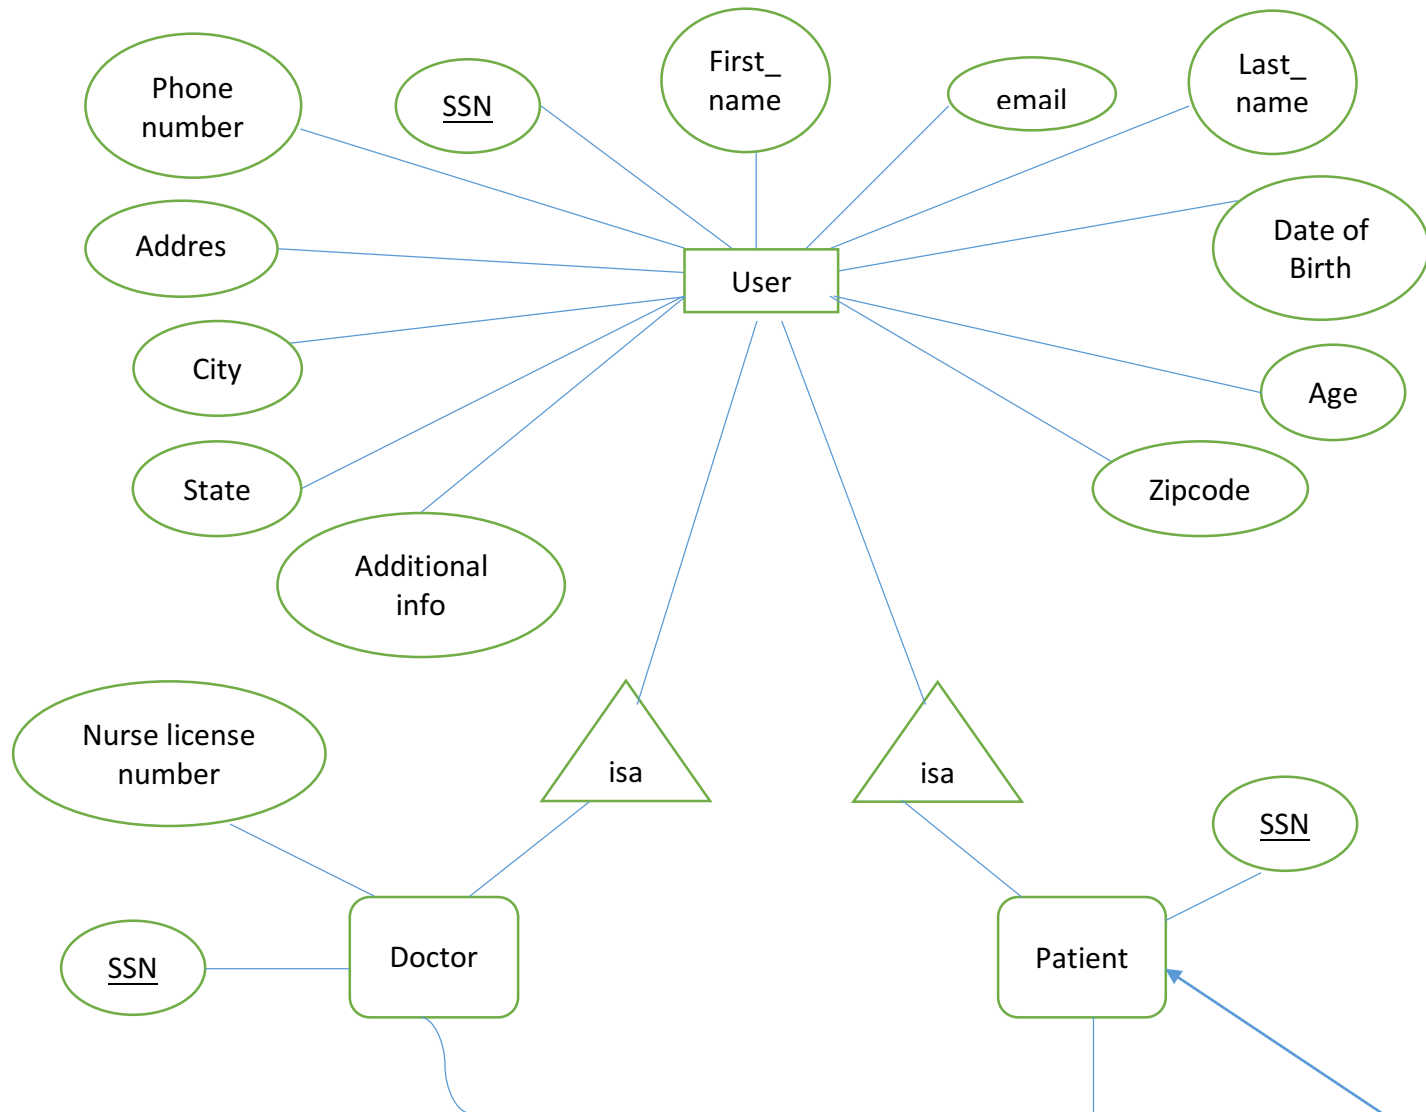 Phone
number
SSN
First_
name
email
Last_
name
Addres
User
Date of
Birth
City
Age
State
Zipcode
Additional
info
Nurse license
number
isa
isa
SSN
Doctor
Patient
SSN